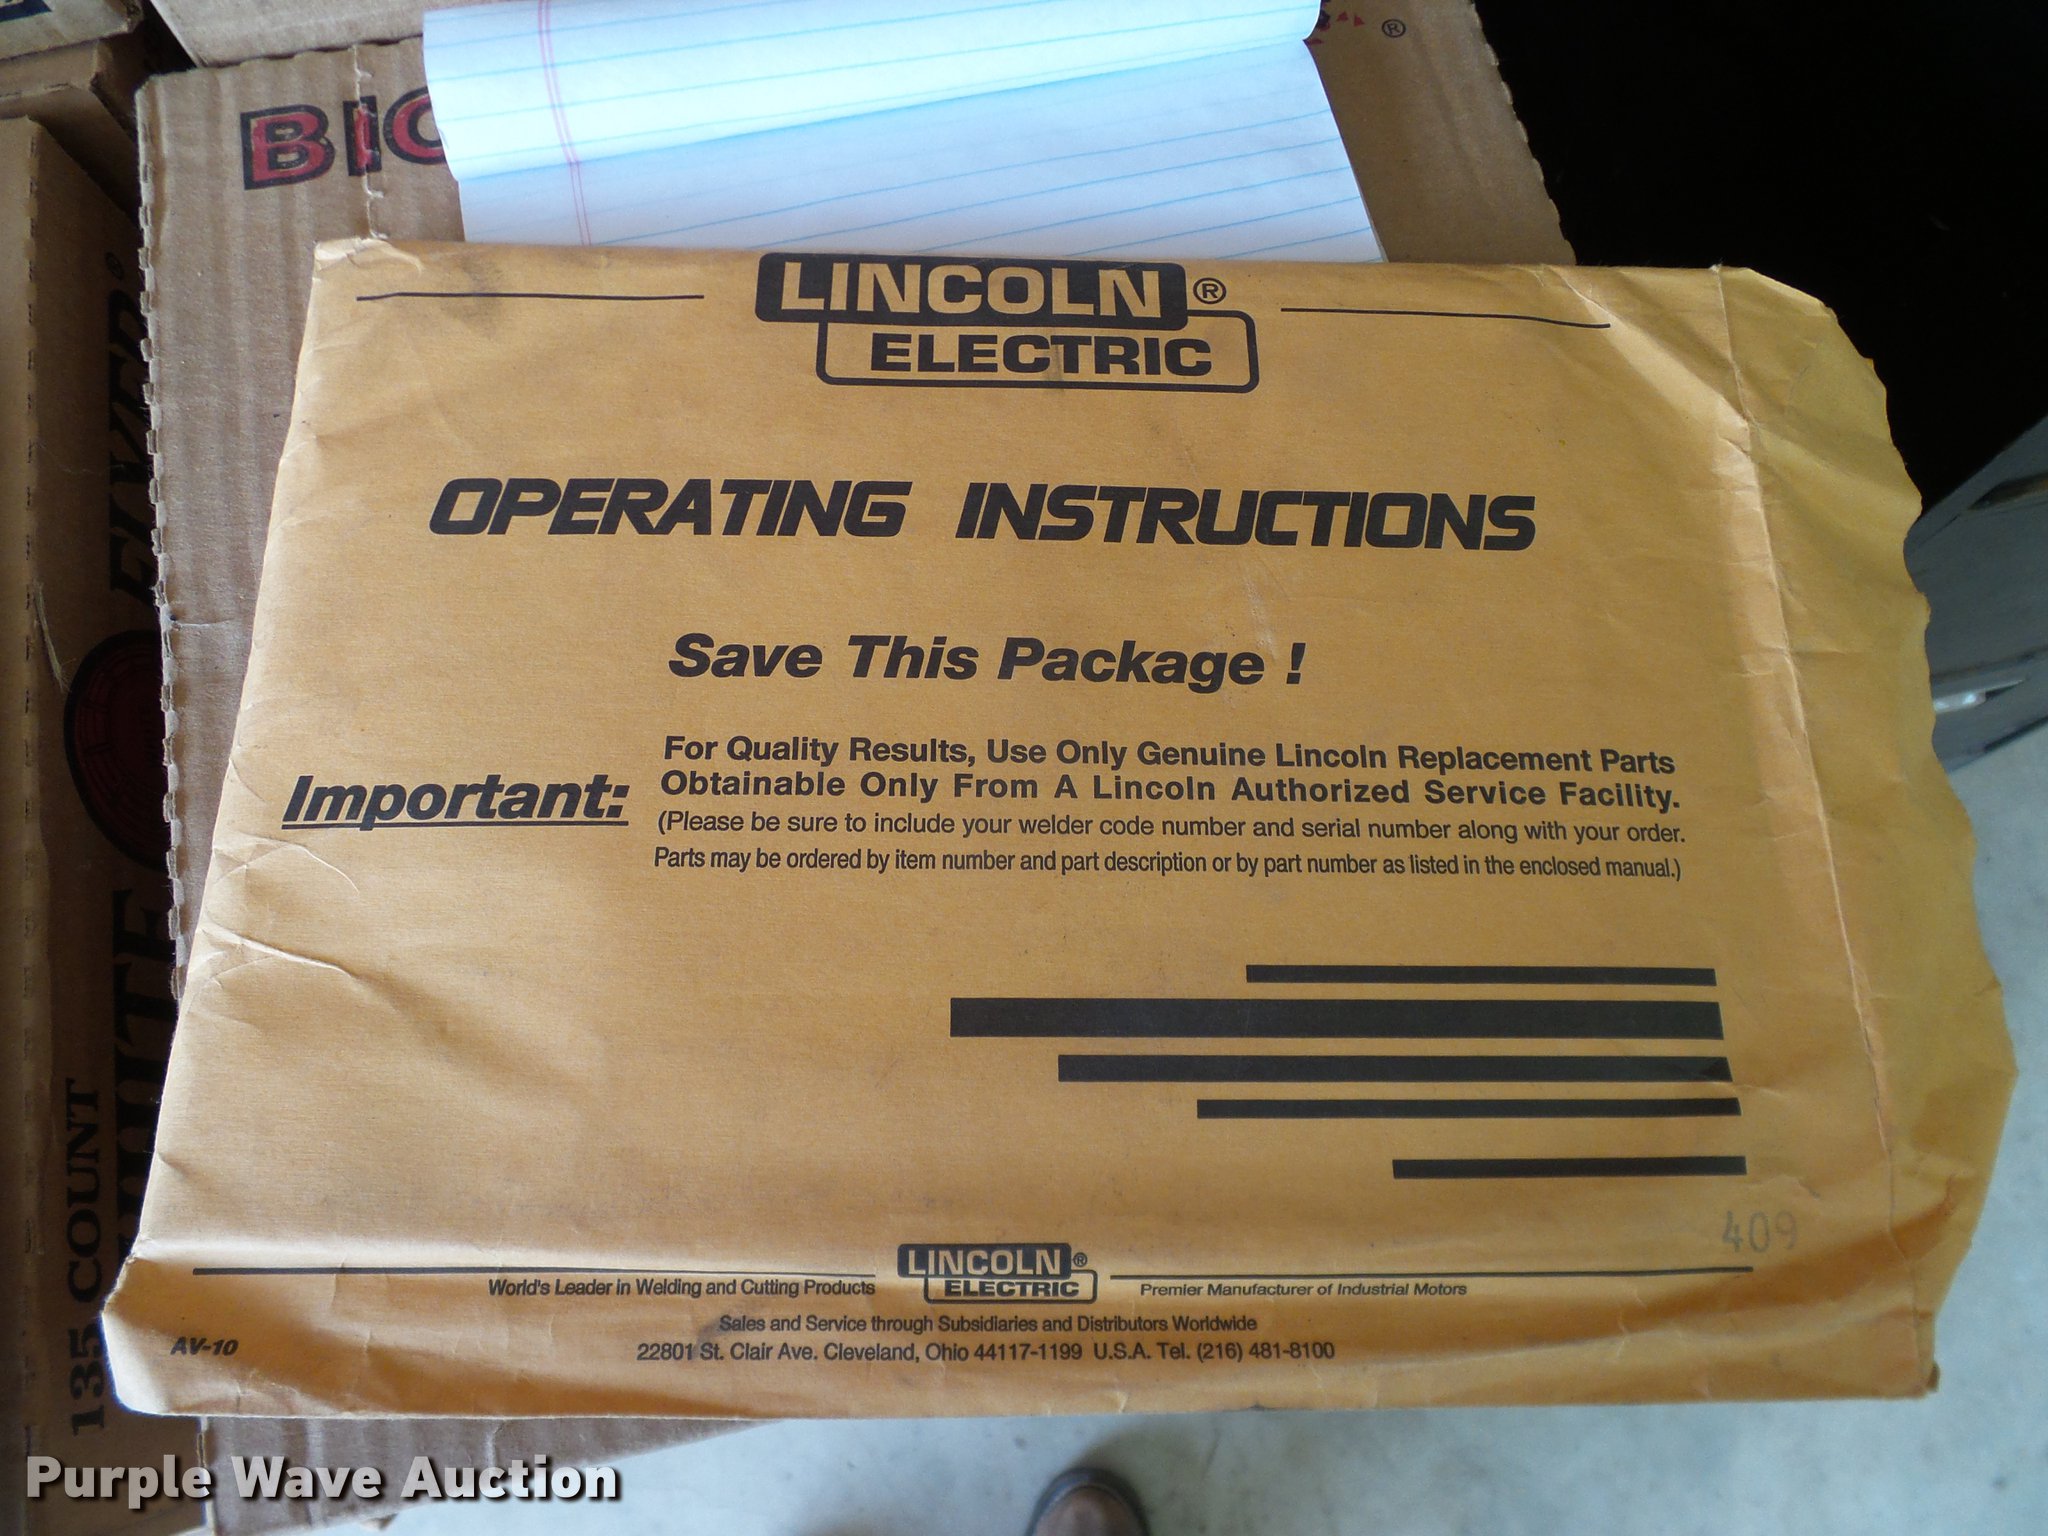 BIG
®
LINCOLN ®
ELECTRIC
OPERATING INSTRUCTIONS
Save This Package !
Important:
For Quality Results, Use Only Genuine Lincoln Replacement Parts
Obtainable Only From A Lincoln Authorized Service Facility.
(Please be sure to include your welder code number and serial number along with your order.
Parts may be ordered by item number and part description or by part number as listed in the enclosed manual.)
409
World's Leader in Welding and Cutting Products
LINCOLN ®
ELECTRIC
Premier Manufacturer of Industrial Motors
Sales and Service through Subsidiaries and Distributors Worldwide
AV-10
22801 St. Clair Ave. Cleveland, Ohio 44117-1199 U.S.A. Tel. (216) 481-8100
135 COUNT
Purple Wave Auction